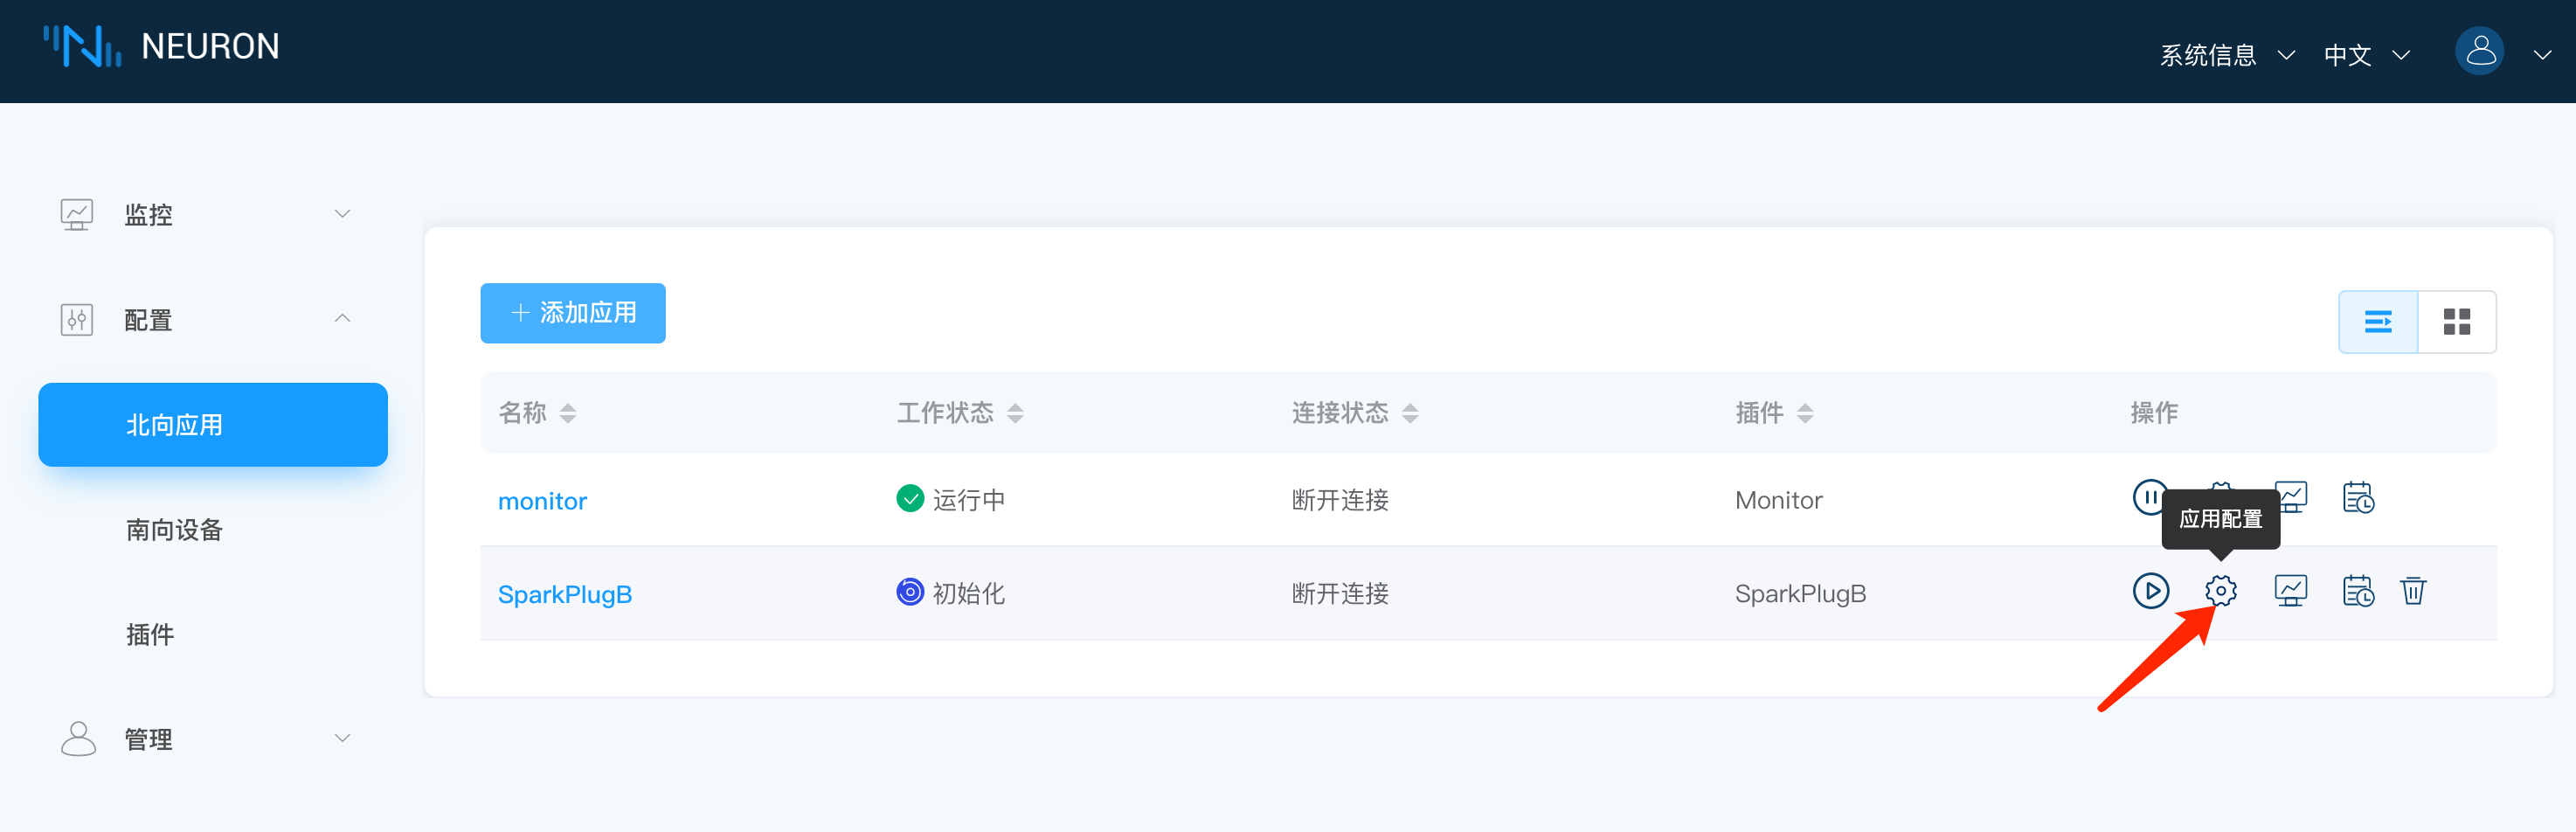 NEURON
系统信息
中文
监控
配置
北向应用
南向设备
插件
管理
添加应用
名称 工作状态 连接状态 插件 操作
monitor 运行中 断开连接 Monitor
应用配置
SparkPlugB 初始化 断开连接 SparkPlugB